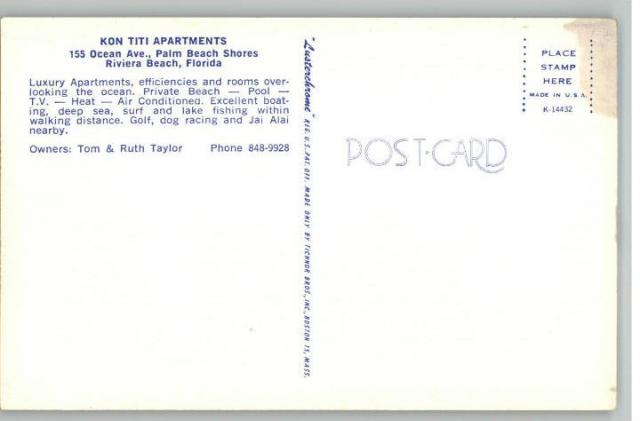 KON TITI APARTMENTS
155 Ocean Ave., Palm Beach Shores
Riviera Beach, Florida
Luxury Apartments, efficiencies and rooms over-
looking the ocean. Private Beach — Pool —
T.V. — Heat — Air Conditioned. Excellent boat-
ing, deep sea, surf and lake fishing within
walking distance. Golf, dog racing and Jai Alai
nearby.
Owners: Tom & Ruth Taylor Phone 848-9928
"Lusterchrome" REG. U.S. PAT. OFF. MADE ONLY BY TICHNOR BROS., INC., BOSTON 15, MASS.
POST-CARD
PLACE
STAMP
HERE
MADE IN U.S.A.
K-14432